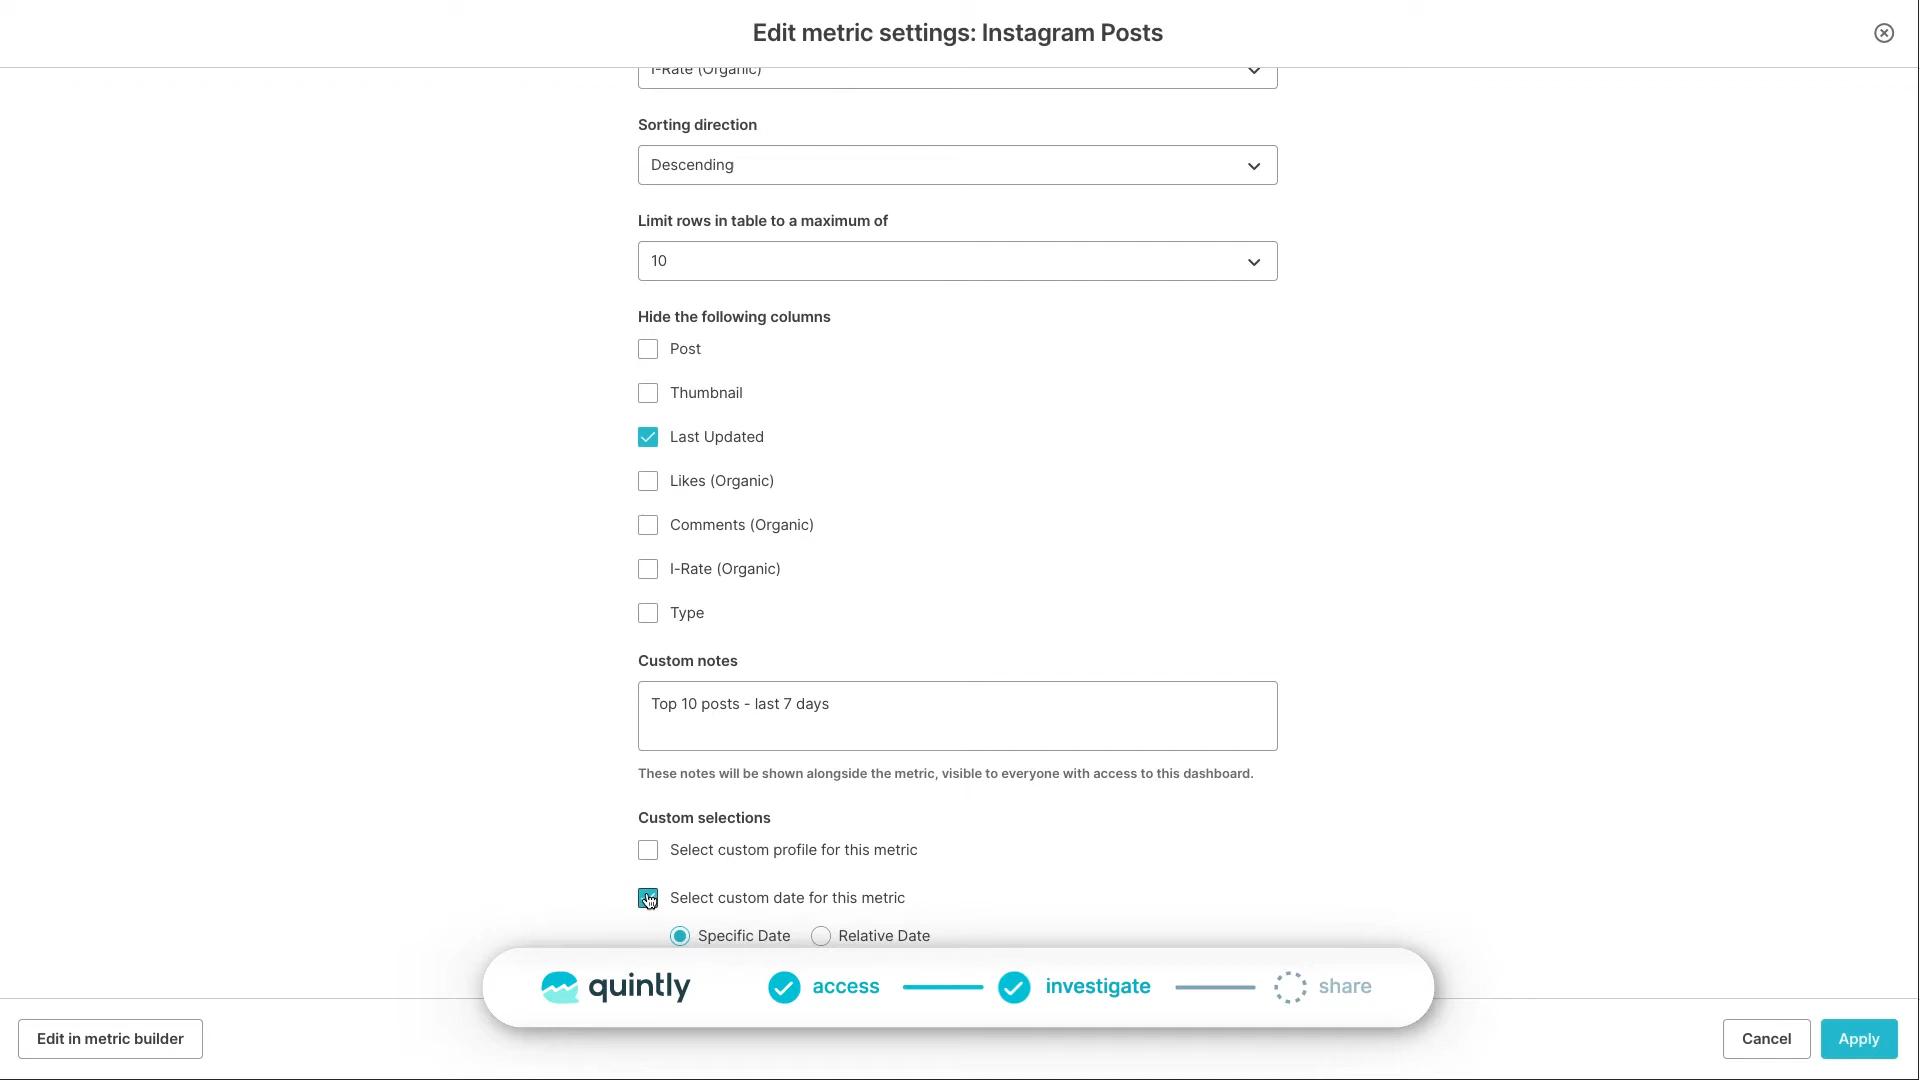 Edit metric settings: Instagram Posts
I-Rate (Organic)
Sorting direction
Descending
Limit rows in table to a maximum of
10
Hide the following columns
Post
Thumbnail
Last Updated
Likes (Organic)
Comments (Organic)
I-Rate (Organic)
Type
Custom notes
Top 10 posts - last 7 days
These notes will be shown alongside the metric, visible to everyone with access to this dashboard.
Custom selections
Select custom profile for this metric
Select custom date for this metric
Specific Date Relative Date
quintly access investigate share
Edit in metric builder Cancel Apply